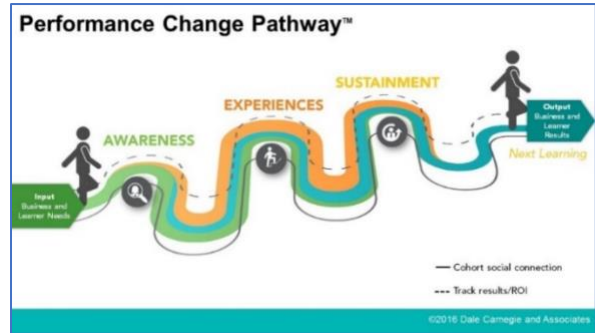 Performance Change Pathway™
SUSTAINMENT
EXPERIENCES
AWARENESS
Input
Business and
Learner Needs
Output
Business and
Learner
Results
Next Learning
Cohort social connection
Track results/ROI
©2016 Dale Carnegie and Associates